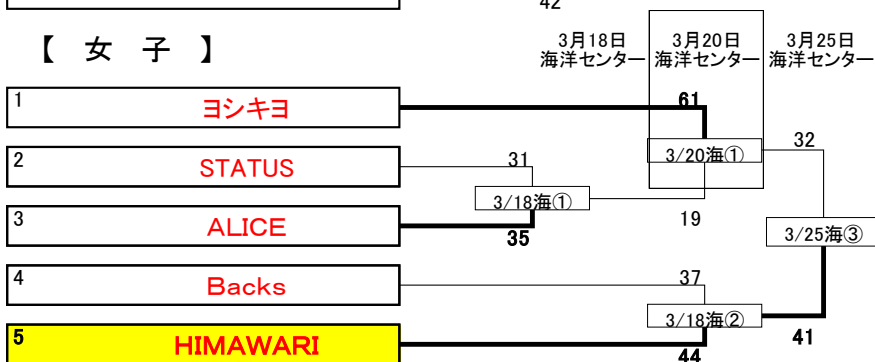 42
【 女 子 】
3月18日 3月20日 3月25日
海洋センター 海洋センター 海洋センター
1 ヨシキヨ 61
3/20海① 32
2 STATUS 31
3/18海①
3 ALICE 35 19
3/25海③
4 Backs 37
3/18海② 41
5 HIMAWARI 44